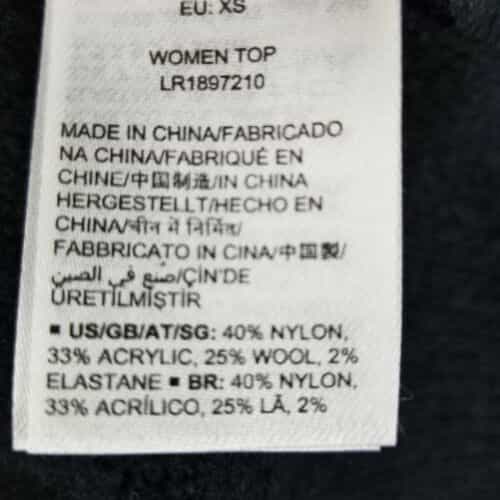 EU: XS
WOMEN TOP
LR1897210
MADE IN CHINA/FABRICADO
NA CHINA/FABRIQUÉ EN
CHINE/中国制造/IN CHINA
HERGESTELLT/HECHO EN
CHINA/चीन में निर्मित/
FABBRICATO IN CINA/中國製/
صُنع في الصين/ÇİN'DE
ÜRETİLMİŞTİR
▪ US/GB/AT/SG: 40% NYLON,
33% ACRYLIC, 25% WOOL, 2%
ELASTANE ▪ BR: 40% NYLON,
33% ACRÍLICO, 25% LÃ, 2%